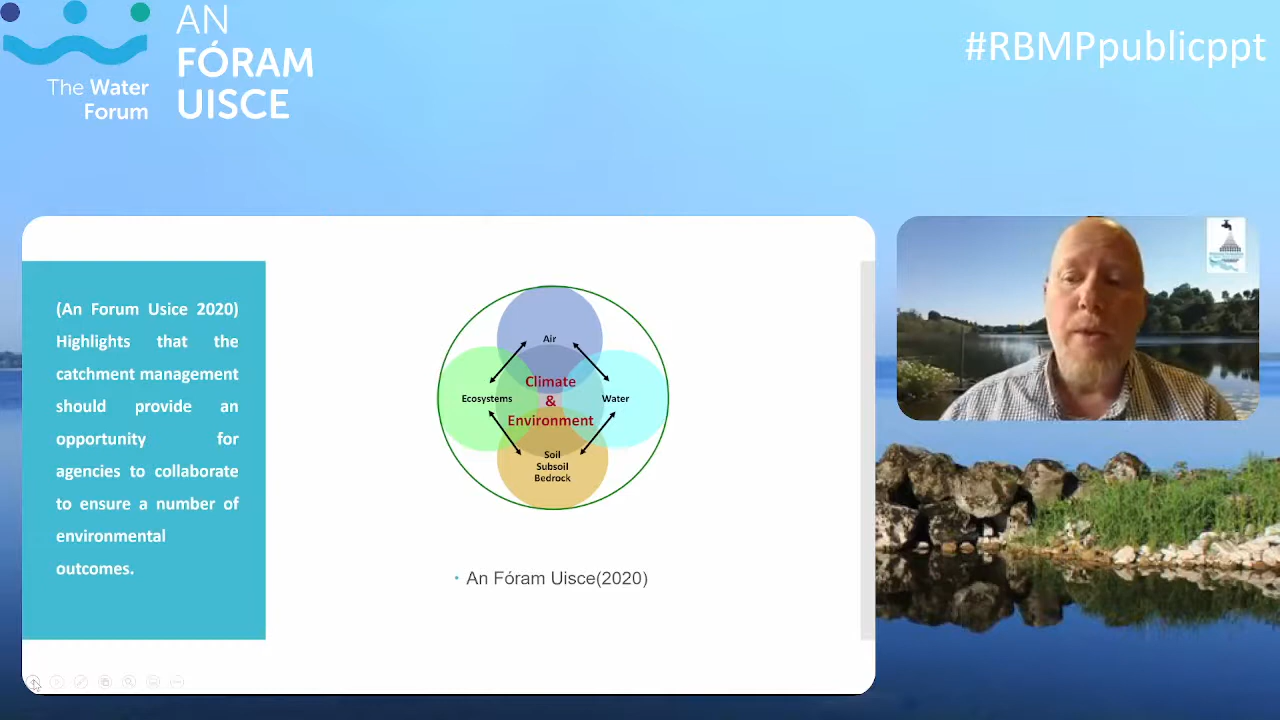 AN
FÓRAM
UISCE
The Water
Forum
#RBMPpublicppt
(An Forum Usice 2020)
Highlights that the
catchment management
should provide an
opportunity for
agencies to collaborate
to ensure a number of
environmental
outcomes.
Air
Climate
&
Environment
Ecosystems
Water
Soil
Subsoil
Bedrock
• An Fóram Uisce(2020)